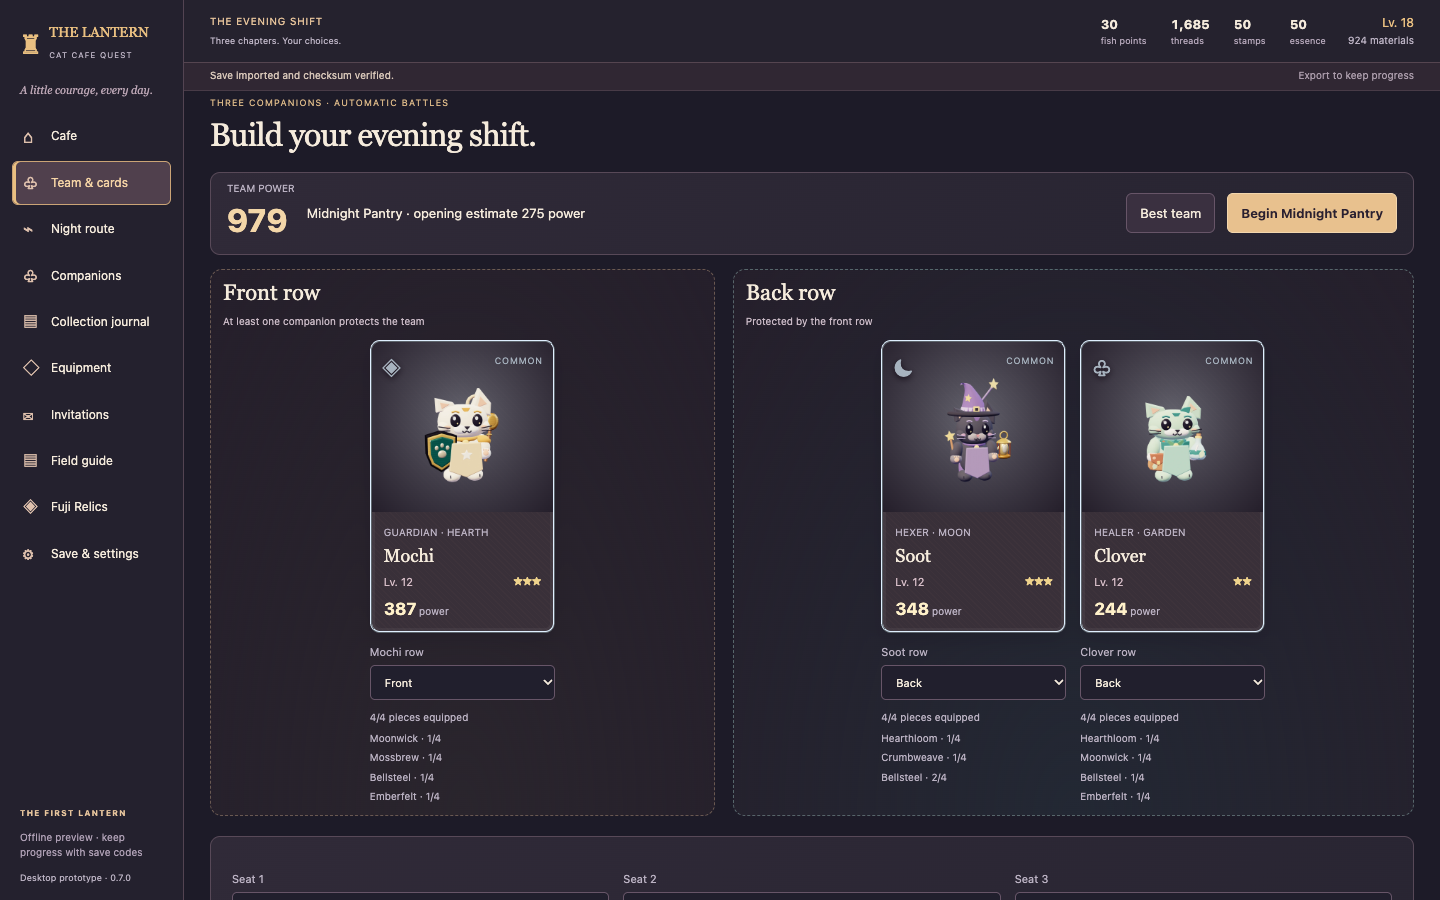 THE LANTERN
CAT CAFE QUEST
A little courage, every day.
Cafe
Team & cards
Night route
Companions
Collection journal
Equipment
Invitations
Field guide
Fuji Relics
Save & settings
THE FIRST LANTERN
Offline preview · keep
progress with save codes
Desktop prototype · 0.7.0
THE EVENING SHIFT
Three chapters. Your choices.
30
fish points
1,685
threads
50
stamps
50
essence
Lv. 18
924 materials
Save imported and checksum verified.
Export to keep progress
THREE COMPANIONS · AUTOMATIC BATTLES
Build your evening shift.
TEAM POWER
979
Midnight Pantry · opening estimate 275 power
Best team
Begin Midnight Pantry
Front row
At least one companion protects the team
COMMON
GUARDIAN · HEARTH
Mochi
Lv. 12
387 power
Mochi row
Front
4/4 pieces equipped
Moonwick · 1/4
Mossbrew · 1/4
Bellsteel · 1/4
Emberfelt · 1/4
Back row
Protected by the front row
COMMON
HEXER · MOON
Soot
Lv. 12
348 power
Soot row
Back
4/4 pieces equipped
Hearthloom · 1/4
Crumbweave · 1/4
Bellsteel · 2/4
COMMON
HEALER · GARDEN
Clover
Lv. 12
244 power
Clover row
Back
4/4 pieces equipped
Hearthloom · 1/4
Moonwick · 1/4
Bellsteel · 1/4
Emberfelt · 1/4
Seat 1
Seat 2
Seat 3